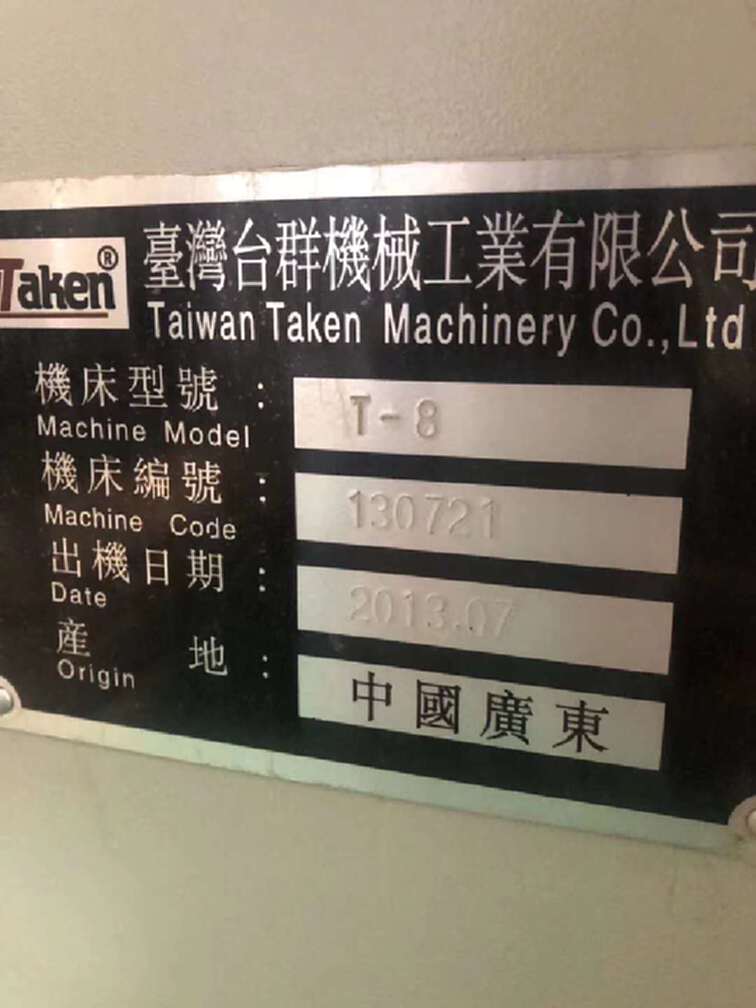 Taken®
臺灣台群機械工業有限公司
Taiwan Taken Machinery Co.,Ltd
機床型號： T-8
Machine Model
機床編號： 130721
Machine Code
出機日期： 2013.07
Date
產地： 中國廣東
Origin